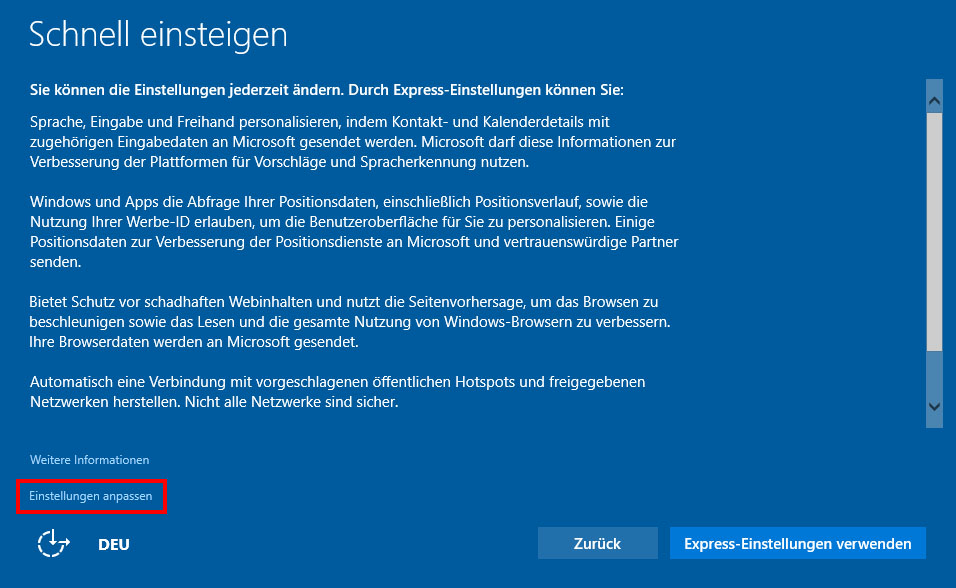 Schnell einsteigen
Sie können die Einstellungen jederzeit ändern. Durch Express-Einstellungen können Sie:
Sprache, Eingabe und Freihand personalisieren, indem Kontakt- und Kalenderdetails mit
zugehörigen Eingabedaten an Microsoft gesendet werden. Microsoft darf diese Informationen zur
Verbesserung der Plattformen für Vorschläge und Spracherkennung nutzen.
Windows und Apps die Abfrage Ihrer Positionsdaten, einschließlich Positionsverlauf, sowie die
Nutzung Ihrer Werbe-ID erlauben, um die Benutzeroberfläche für Sie zu personalisieren. Einige
Positionsdaten zur Verbesserung der Positionsdienste an Microsoft und vertrauenswürdige Partner
senden.
Bietet Schutz vor schadhaften Webinhalten und nutzt die Seitenvorhersage, um das Browsen zu
beschleunigen sowie das Lesen und die gesamte Nutzung von Windows-Browsern zu verbessern.
Ihre Browserdaten werden an Microsoft gesendet.
Automatisch eine Verbindung mit vorgeschlagenen öffentlichen Hotspots und freigegebenen
Netzwerken herstellen. Nicht alle Netzwerke sind sicher.
Weitere Informationen
Einstellungen anpassen
DEU
Zurück
Express-Einstellungen verwenden